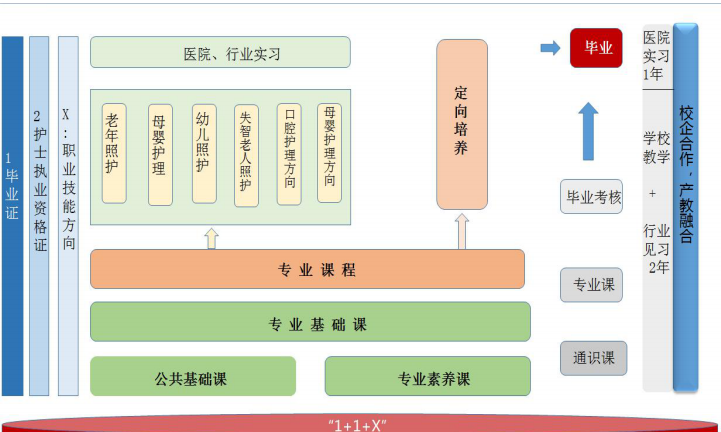 1毕业证
2护士执业资格证
X:职业技能方向
医院、行业实习
老年照护
母婴护理
幼儿照护
失智老人照护
口腔护理方向
母婴护理方向
定向培养
专业课程
专业基础课
公共基础课
专业素养课
毕业
毕业考核
专业课
通识课
医院
实习
1年
学校
教学
+
行业
见习
2年
校企合作，产教融合
“1+1+X”